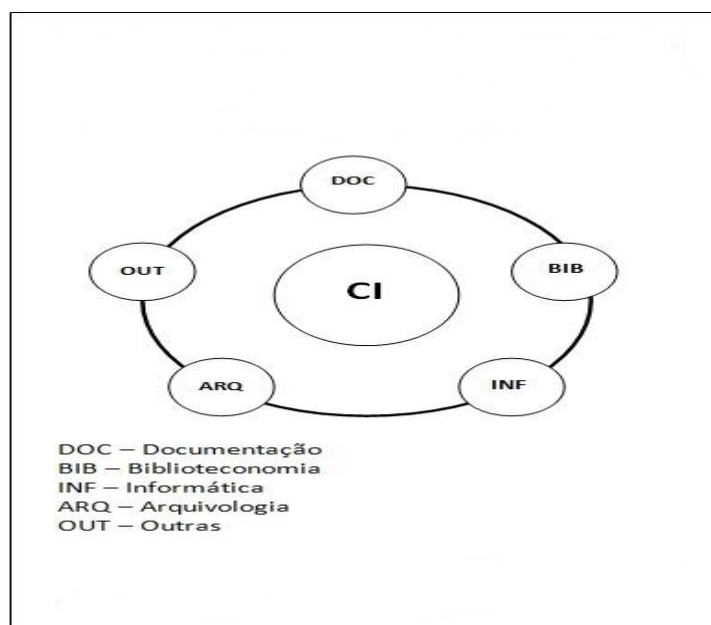 DOC
OUT
BIB
CI
ARQ
INF
DOC – Documentação
BIB – Biblioteconomia
INF – Informática
ARQ – Arquivologia
OUT – Outras